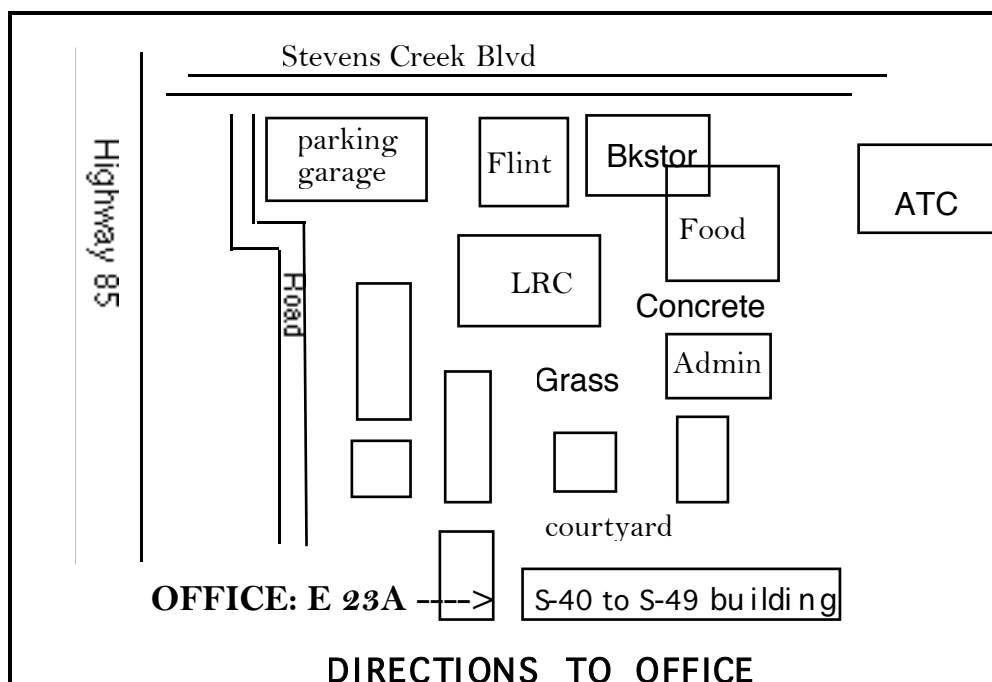 Stevens Creek Blvd
Highway 85
parking
garage
Flint
Bkstor
ATC
Food
LRC
Road
Concrete
Admin
Grass
courtyard
OFFICE: E 23A ---->
S-40 to S-49 building
DIRECTIONS TO OFFICE